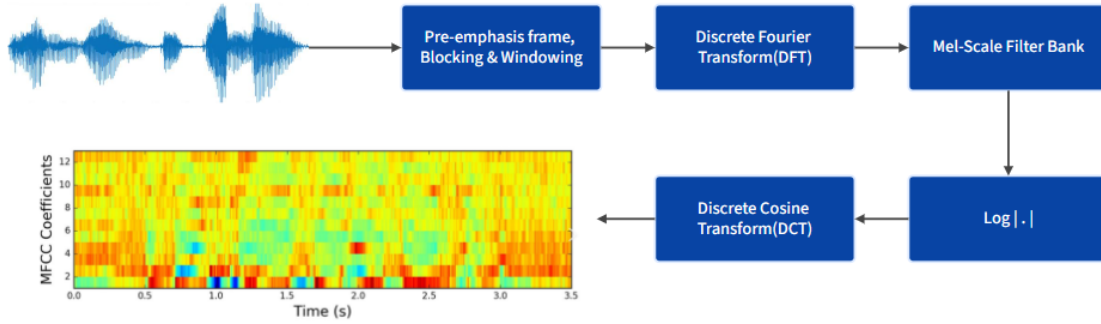 Pre-emphasis frame,
Blocking & Windowing
Discrete Fourier
Transform(DFT)
Mel-Scale Filter Bank
Log|.|
Discrete Cosine
Transform(DCT)
MFCC Coefficients
12
10
8
6
4
2
0.0 0.5 1.0 1.5 2.0 2.5 3.0 3.5
Time (s)